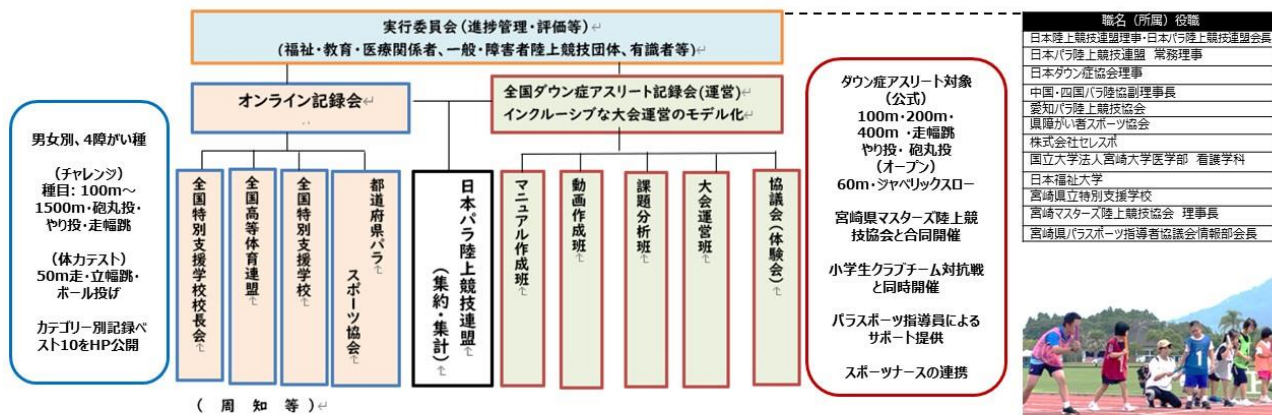 実行委員会(進捗管理・評価等)
(福祉・教育・医療関係者、一般・障害者陸上競技団体、有識者等)
オンライン記録会
全国ダウン症アスリート記録会(運営)
インクルーシブな大会運営のモデル化
男女別、4障がい種
(チャレンジ)
種目:100m～
1500m・砲丸投・
やり投・走幅跳
(体力テスト)
50m走・立幅跳・
ボール投げ
カテゴリー別記録ベ
スト10をHP公開
全国特別支援学校校長会
全国高等体育連盟
全国特別支援学校
都道府県パラ
スポーツ協会
日本パラ陸上競技連盟
(集約・集計)
マニュアル作成班
動画作成班
課題分析班
大会運営班
協議会(体験会)
(周知等)
ダウン症アスリート対象
(公式)
100m・200m・
400m・走幅跳
やり投・砲丸投
(オープン)
60m・ジャベリックスロー
宮崎県マスターズ陸上競
技協会と合同開催
小学生クラブチーム対抗戦
と同時開催
パラスポーツ指導員による
サポート提供
スポーツナースの連携
職名(所属)役職
日本陸上競技連盟理事・日本パラ陸上競技連盟会長
日本パラ陸上競技連盟 常務理事
日本ダウン症協会理事
中国・四国パラ陸協副理事長
愛知パラ陸上競技協会
県障がい者スポーツ協会
株式会社セレスポ
国立大学法人宮崎大学医学部 看護学科
日本福祉大学
宮崎県立特別支援学校
宮崎マスターズ陸上競技協会 理事長
宮崎県パラスポーツ指導者協議会情報部会長
1